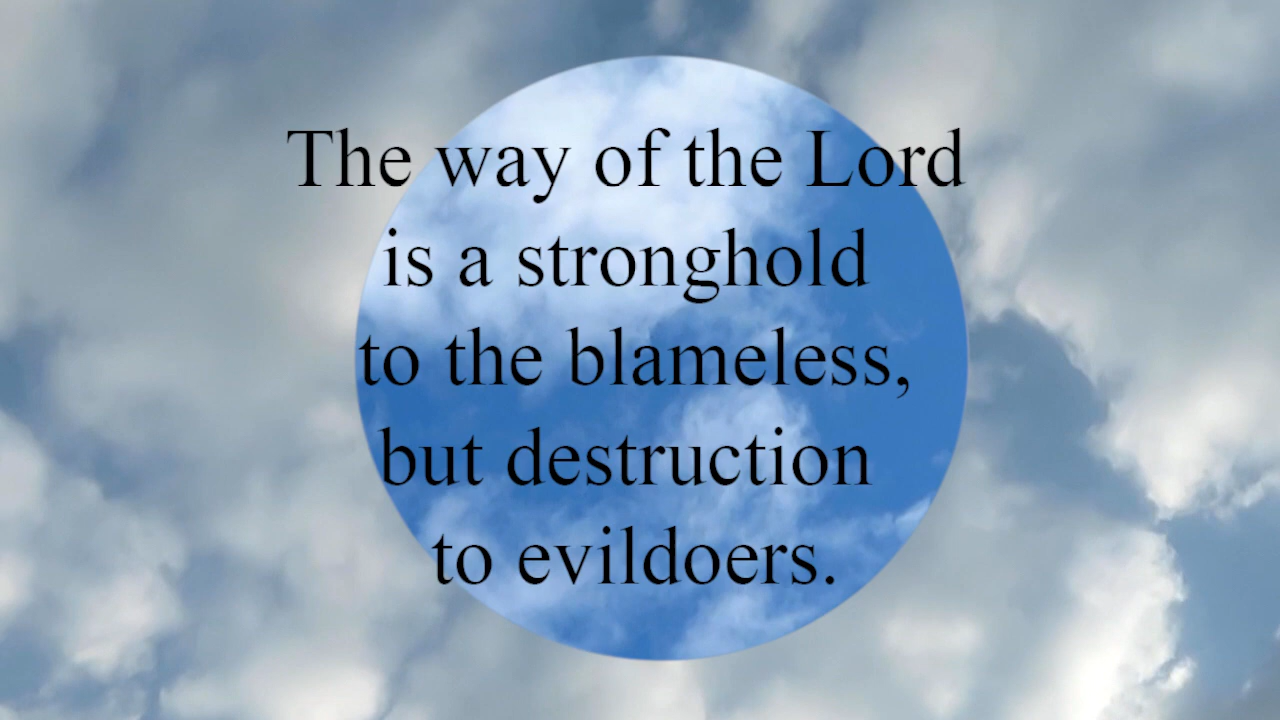 The way of the Lord
is a stronghold
to the blameless,
but destruction
to evildoers.